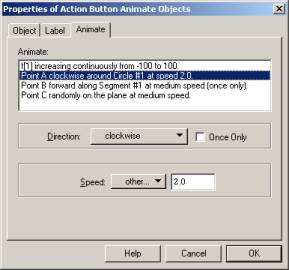 Properties of Action Button Animate Objects
Object Label Animate
Animate:
t[1] increasing continuously from -100 to 100.
Point A clockwise around Circle #1 at speed 2.0.
Point B forward along Segment #1 at medium speed (once only).
Point C randomly on the plane at medium speed.
Direction: clockwise Once Only
Speed: other... 2.0
Help Cancel OK